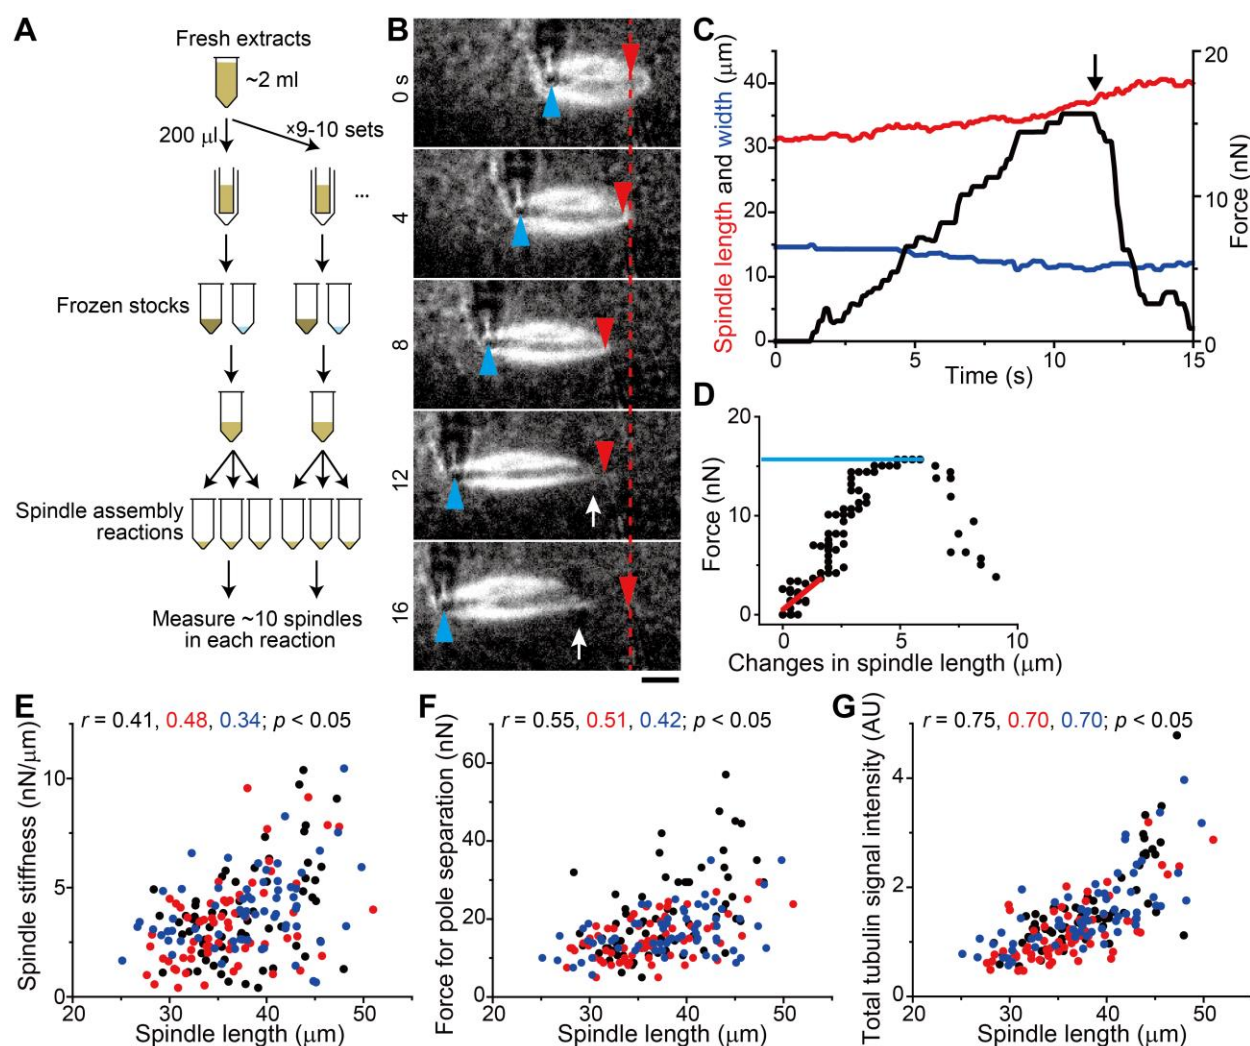 A
Fresh extracts
~2 ml
200 µl
×9-10 sets
...
Frozen stocks
Spindle assembly
reactions
Measure ~10 spindles
in each reaction
B
0 s
4
8
12
16
C
Spindle length and width (µm)
40
30
20
10
0
20
10
0
Force (nN)
0
5
10
15
Time (s)
D
Force (nN)
20
10
0
0
5
10
Changes in spindle length (µm)
E
r = 0.41, 0.48, 0.34; p < 0.05
Spindle stiffness (nN/µm)
10
5
0
20
30
40
50
Spindle length (µm)
F
r = 0.55, 0.51, 0.42; p < 0.05
Force for pole separation (nN)
60
40
20
0
20
30
40
50
Spindle length (µm)
G
r = 0.75, 0.70, 0.70; p < 0.05
Total tubulin signal intensity (AU)
4
2
0
20
30
40
50
Spindle length (µm)